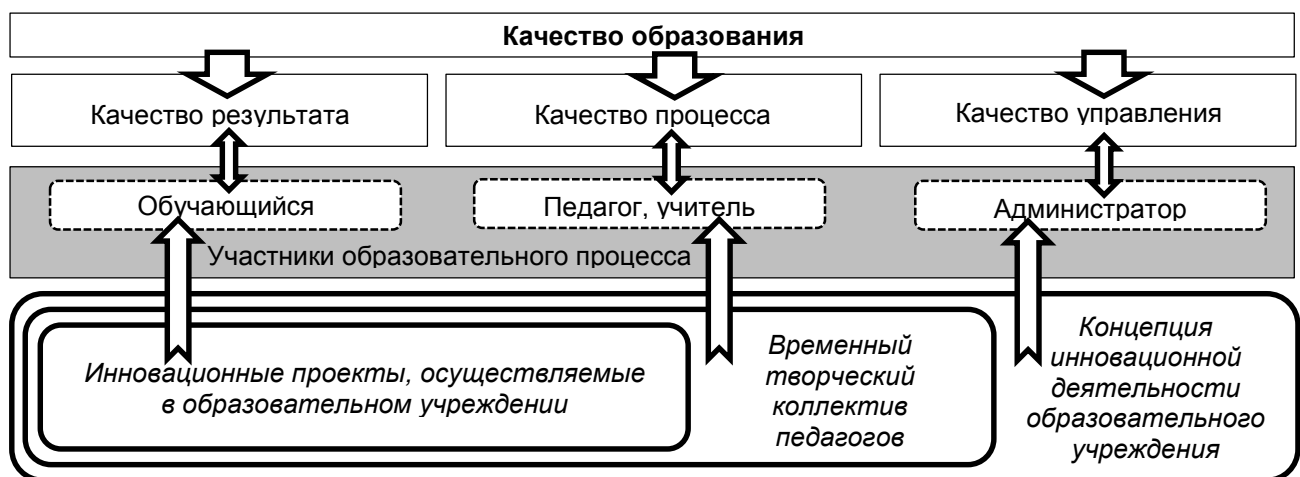 Качество образования
Качество результата
Качество процесса
Качество управления
Обучающийся
Педагог, учитель
Администратор
Участники образовательного процесса
Инновационные проекты, осуществляемые
в образовательном учреждении
Временный
творческий
коллектив
педагогов
Концепция
инновационной
деятельности
образовательного
учреждения